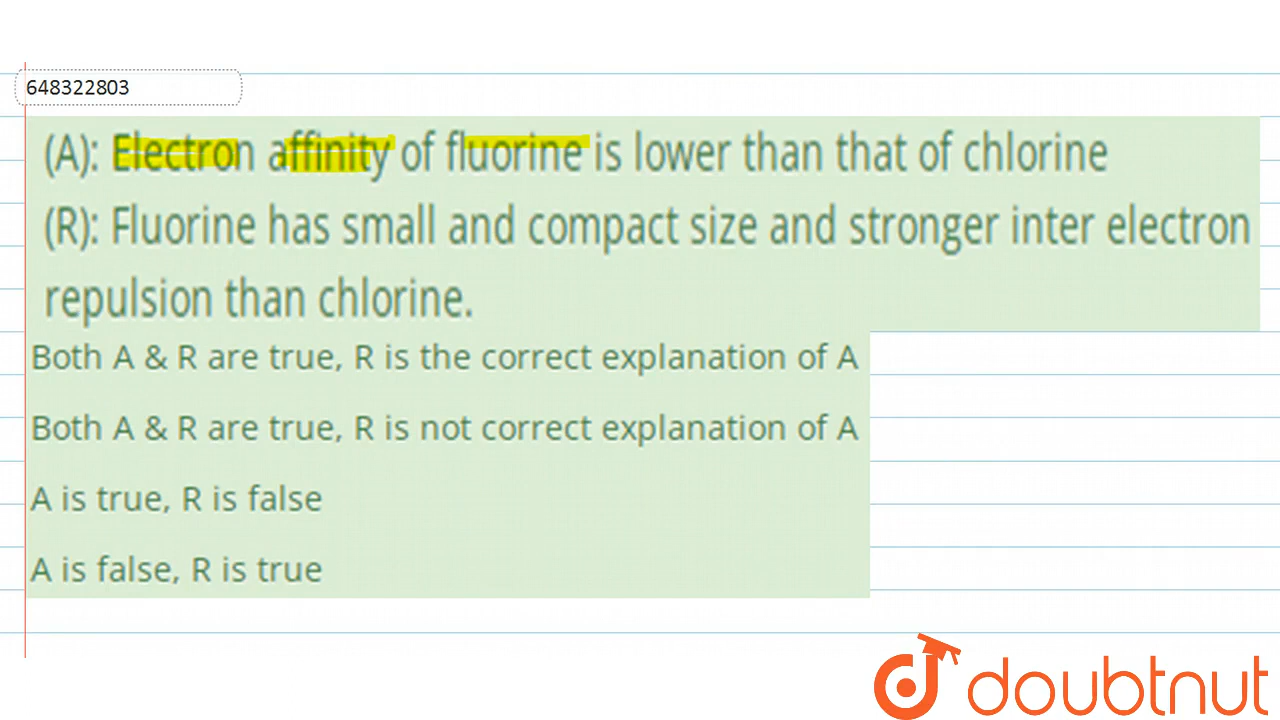 648322803
(A): Electron affinity of fluorine is lower than that of chlorine
(R): Fluorine has small and compact size and stronger inter electron
repulsion than chlorine.
Both A & R are true, R is the correct explanation of A
Both A & R are true, R is not correct explanation of A
A is true, R is false
A is false, R is true
doubtnut